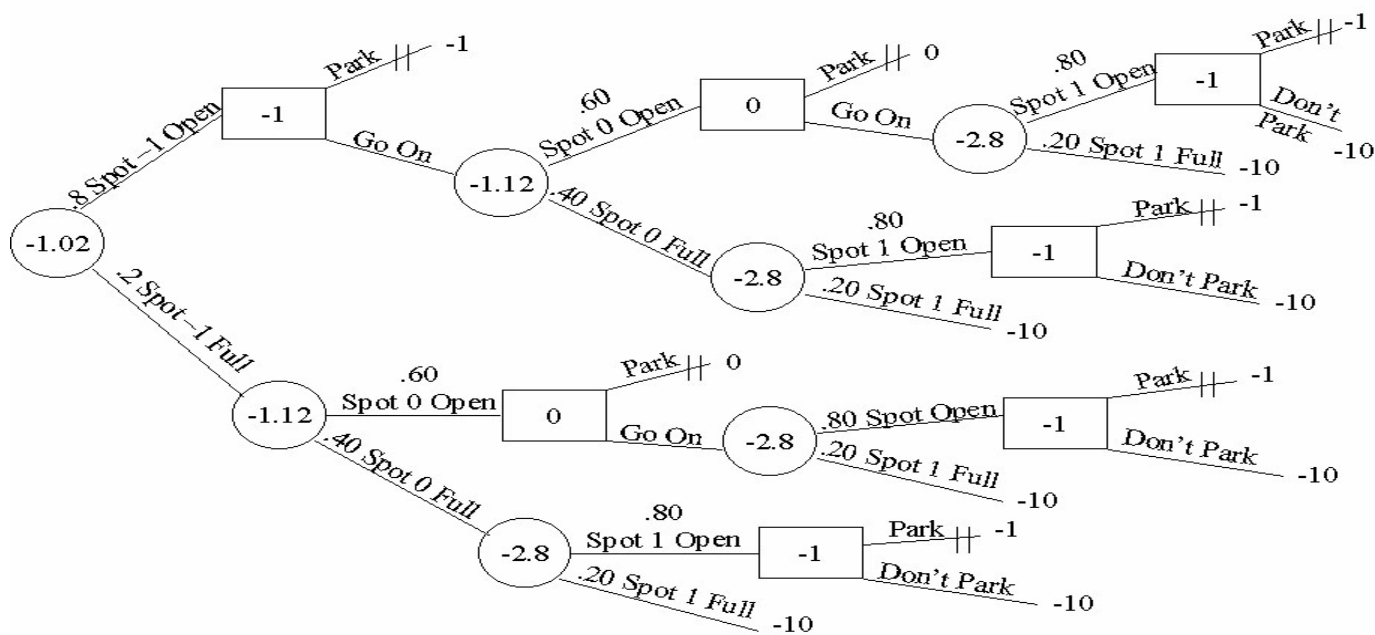 Park -1
.8 Spot–1 Open
-1
Go On
-1.02
.2 Spot–1 Full
-1.12
.60
Spot 0 Open
0
Park 0
Go On
-2.8
.80
Spot 1 Open
-1
Park -1
Don't
Park
-10
.20 Spot 1 Full -10
.40 Spot 0 Full
-2.8
.80
Spot 1 Open
-1
Park -1
Don't Park -10
.20 Spot 1 Full -10
-1.12
.60
Spot 0 Open
0
Park 0
Go On
-2.8
.80 Spot Open
-1
Park -1
Don't Park -10
.20 Spot 1 Full -10
.40 Spot 0 Full
-2.8
.80
Spot 1 Open
-1
Park -1
Don't Park -10
.20 Spot 1 Full -10